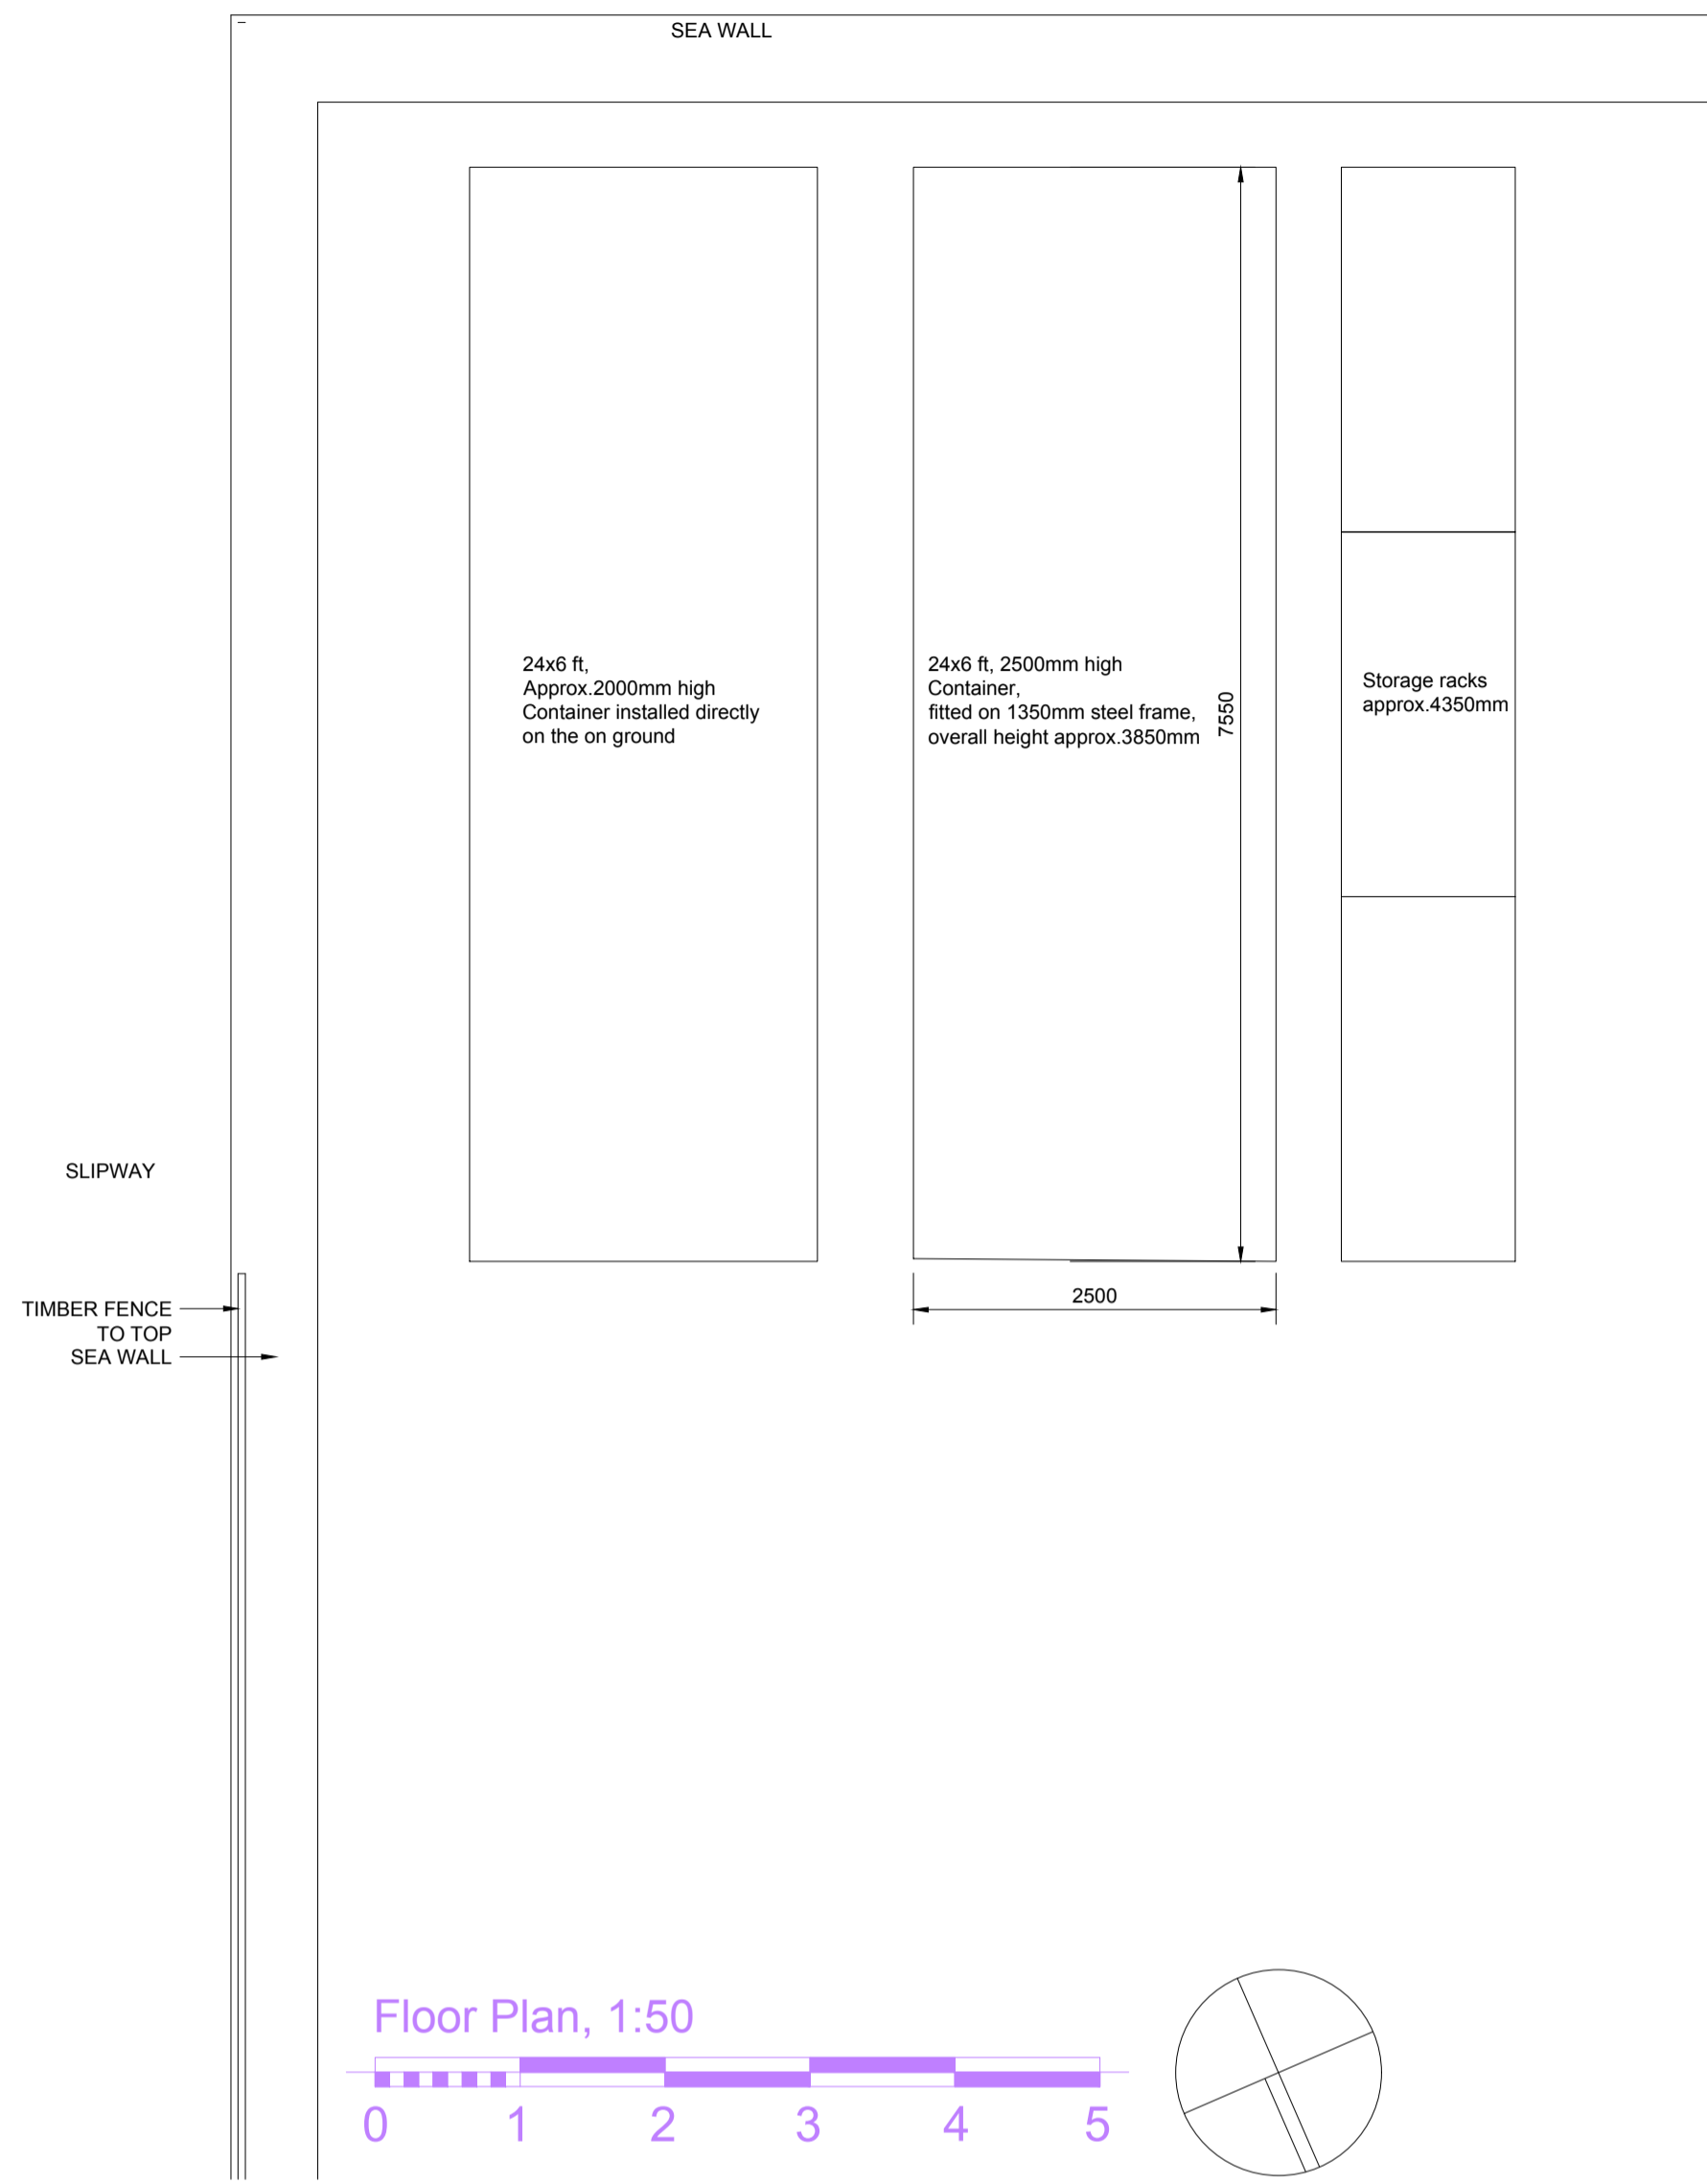 SEA WALL
24x6 ft,
Approx.2000mm high
Container installed directly
on the on ground
24x6 ft, 2500mm high
Container,
fitted on 1350mm steel frame,
overall height approx.3850mm
7550
Storage racks
approx.4350mm
SLIPWAY
2500
TIMBER FENCE
TO TOP
SEA WALL
Floor Plan, 1:50
0 1 2 3 4 5